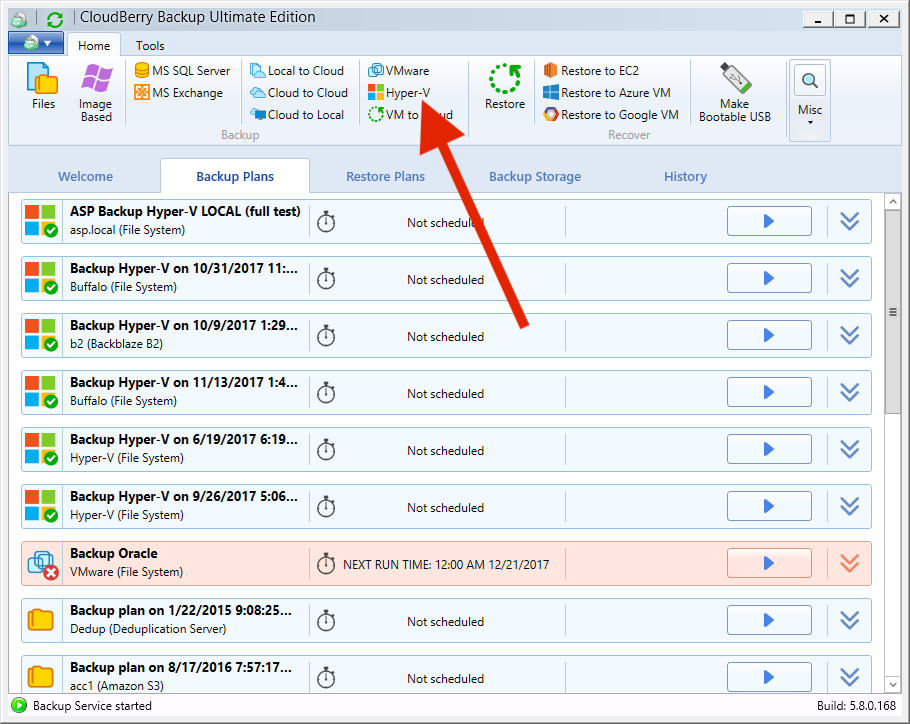 CloudBerry Backup Ultimate Edition
Home Tools
Files
Image Based
MS SQL Server
MS Exchange
Local to Cloud
Cloud to Cloud
Cloud to Local
VMware
Hyper-V
VM to Cloud
Backup
Restore
Restore to EC2
Restore to Azure VM
Restore to Google VM
Recover
Make
Bootable USB
Misc
Welcome Backup Plans Restore Plans Backup Storage History
ASP Backup Hyper-V LOCAL (full test)
asp.local (File System)
Not scheduled
Backup Hyper-V on 10/31/2017 11:...
Buffalo (File System)
Not scheduled
Backup Hyper-V on 10/9/2017 1:29...
b2 (Backblaze B2)
Not scheduled
Backup Hyper-V on 11/13/2017 1:4...
Buffalo (File System)
Not scheduled
Backup Hyper-V on 6/19/2017 6:19...
Hyper-V (File System)
Not scheduled
Backup Hyper-V on 9/26/2017 5:06...
Hyper-V (File System)
Not scheduled
Backup Oracle
VMware (File System)
NEXT RUN TIME: 12:00 AM 12/21/2017
Backup plan on 1/22/2015 9:08:25...
Dedup (Deduplication Server)
Not scheduled
Backup plan on 8/17/2016 7:57:17...
acc1 (Amazon S3)
Not scheduled
Backup Service started
Build: 5.8.0.168